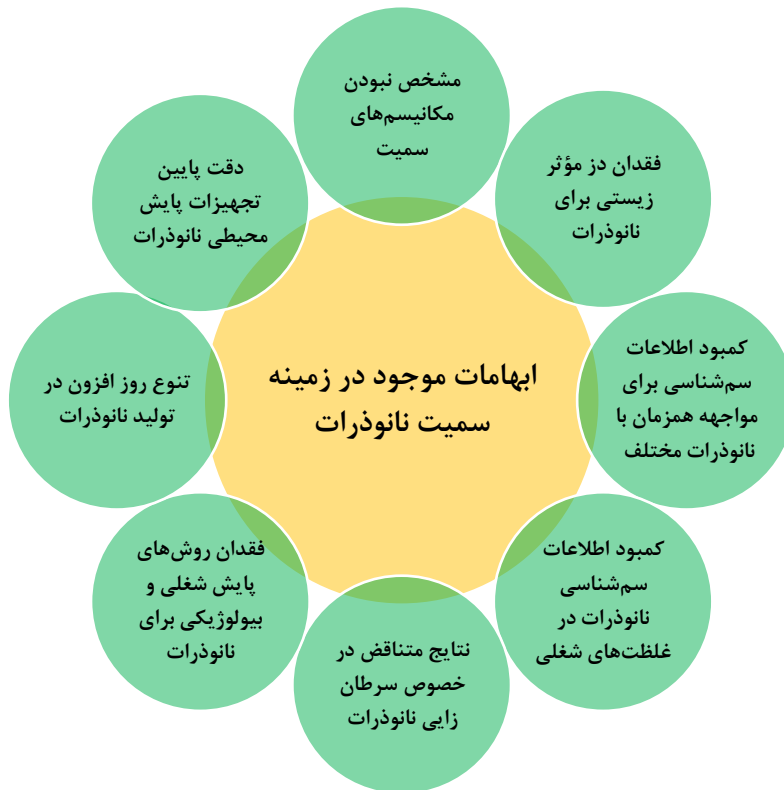 ابهامات موجود در زمینه
سمیت نانوذرات
مشخص نبودن
مکانیسم‌های
سمیت
فقدان دز مؤثر
زیستی برای
نانوذرات
کمبود اطلاعات
سم‌شناسی برای
مواجهه همزمان با
نانوذرات مختلف
کمبود اطلاعات
سم‌شناسی
نانوذرات در
غلظت‌های شغلی
نتایج متناقض در
خصوص سرطان
زایی نانوذرات
فقدان روش‌های
پایش شغلی و
بیولوژیکی برای
نانوذرات
تنوع روز افزون در
تولید نانوذرات
دقت پایین
تجهیزات پایش
محیطی نانوذرات